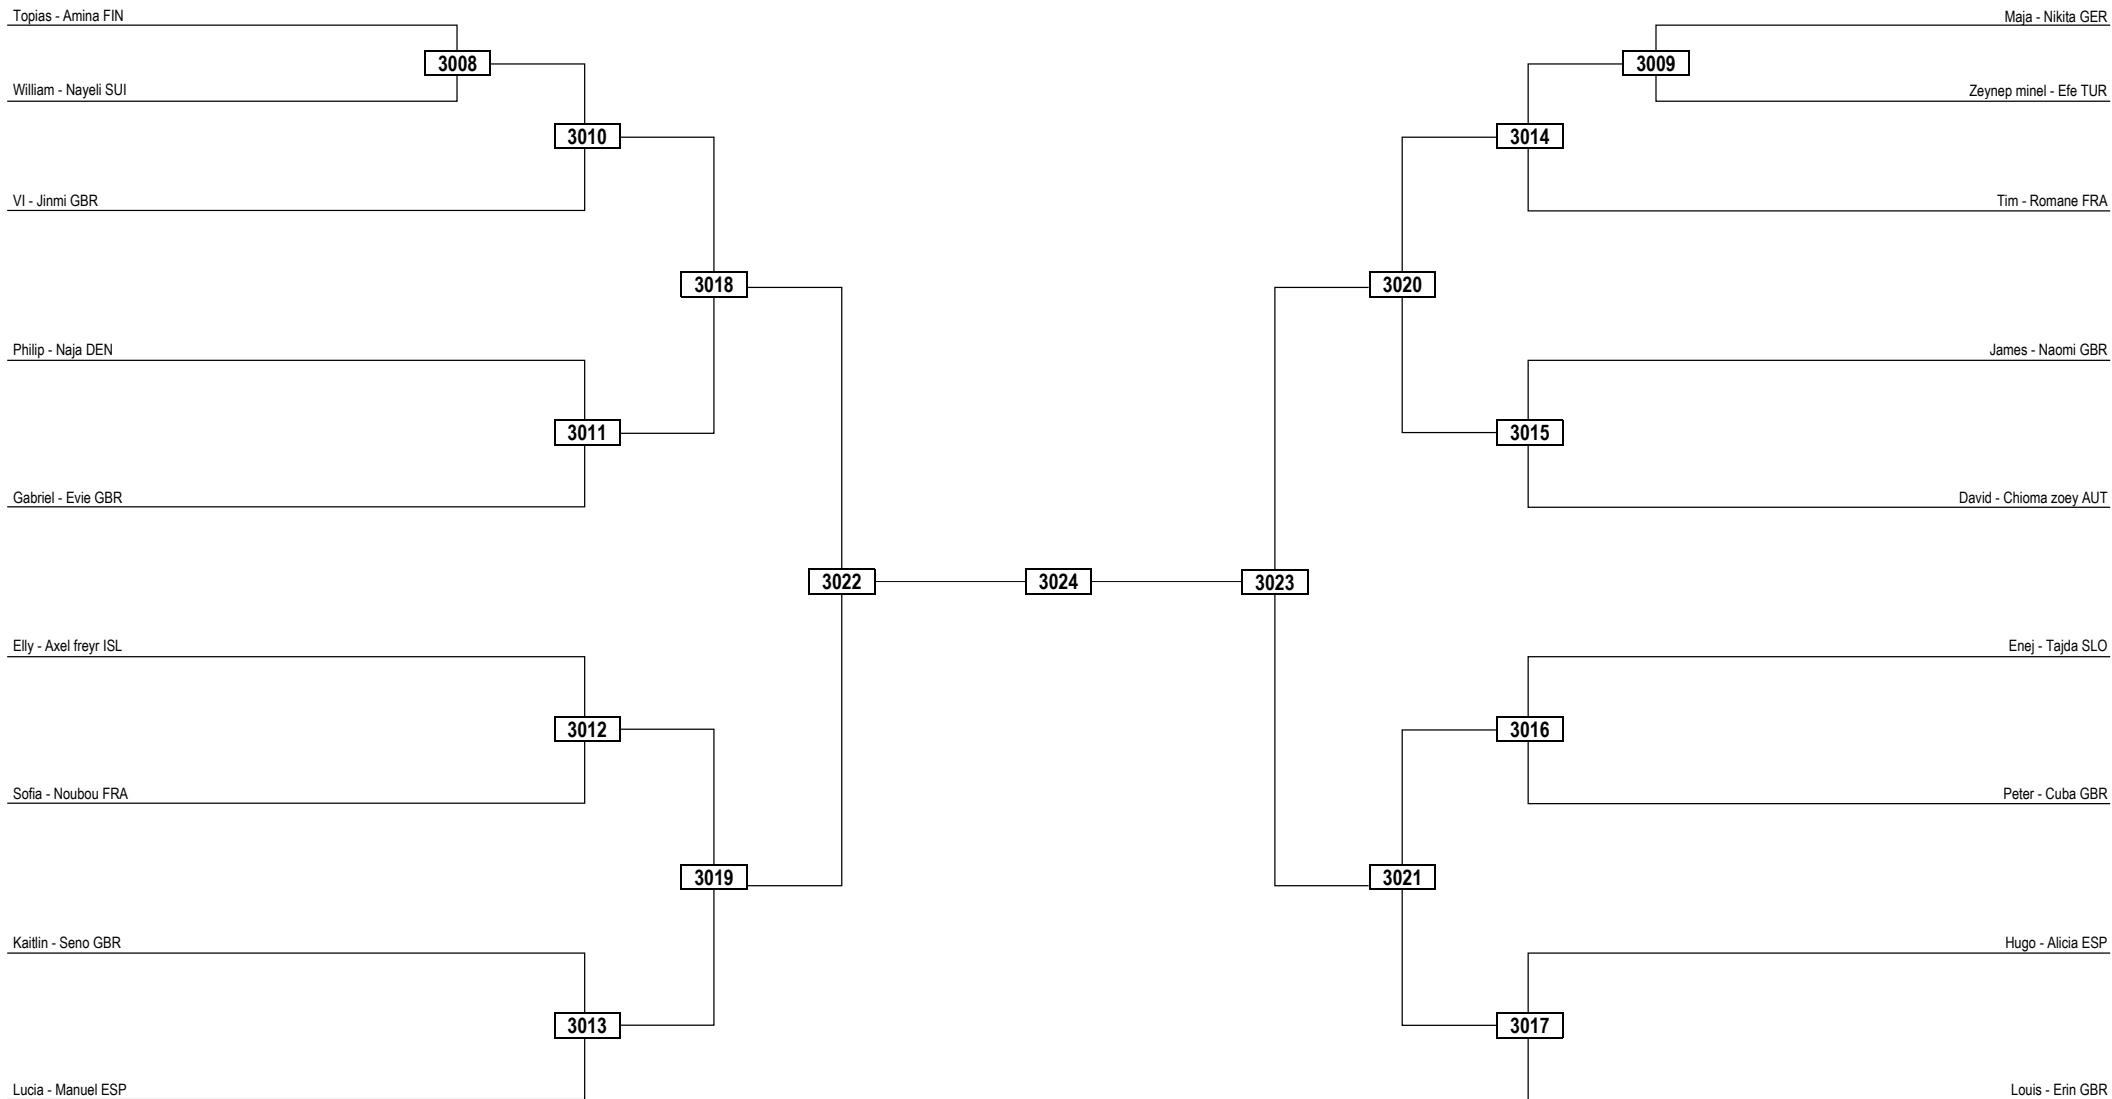 Topias - Amina FIN
Maja - Nikita GER
3008
3009
William - Nayeli SUI
Zeynep minel - Efe TUR
3010
3014
VI - Jinmi GBR
Tim - Romane FRA
3018
3020
Philip - Naja DEN
James - Naomi GBR
3011
3015
Gabriel - Evie GBR
David - Chioma zoey AUT
3022
3024
3023
Elly - Axel freyr ISL
Enej - Tajda SLO
3012
3016
Sofia - Noubou FRA
Peter - Cuba GBR
3019
3021
Kaitlin - Seno GBR
Hugo - Alicia ESP
3013
3017
Lucia - Manuel ESP
Louis - Erin GBR